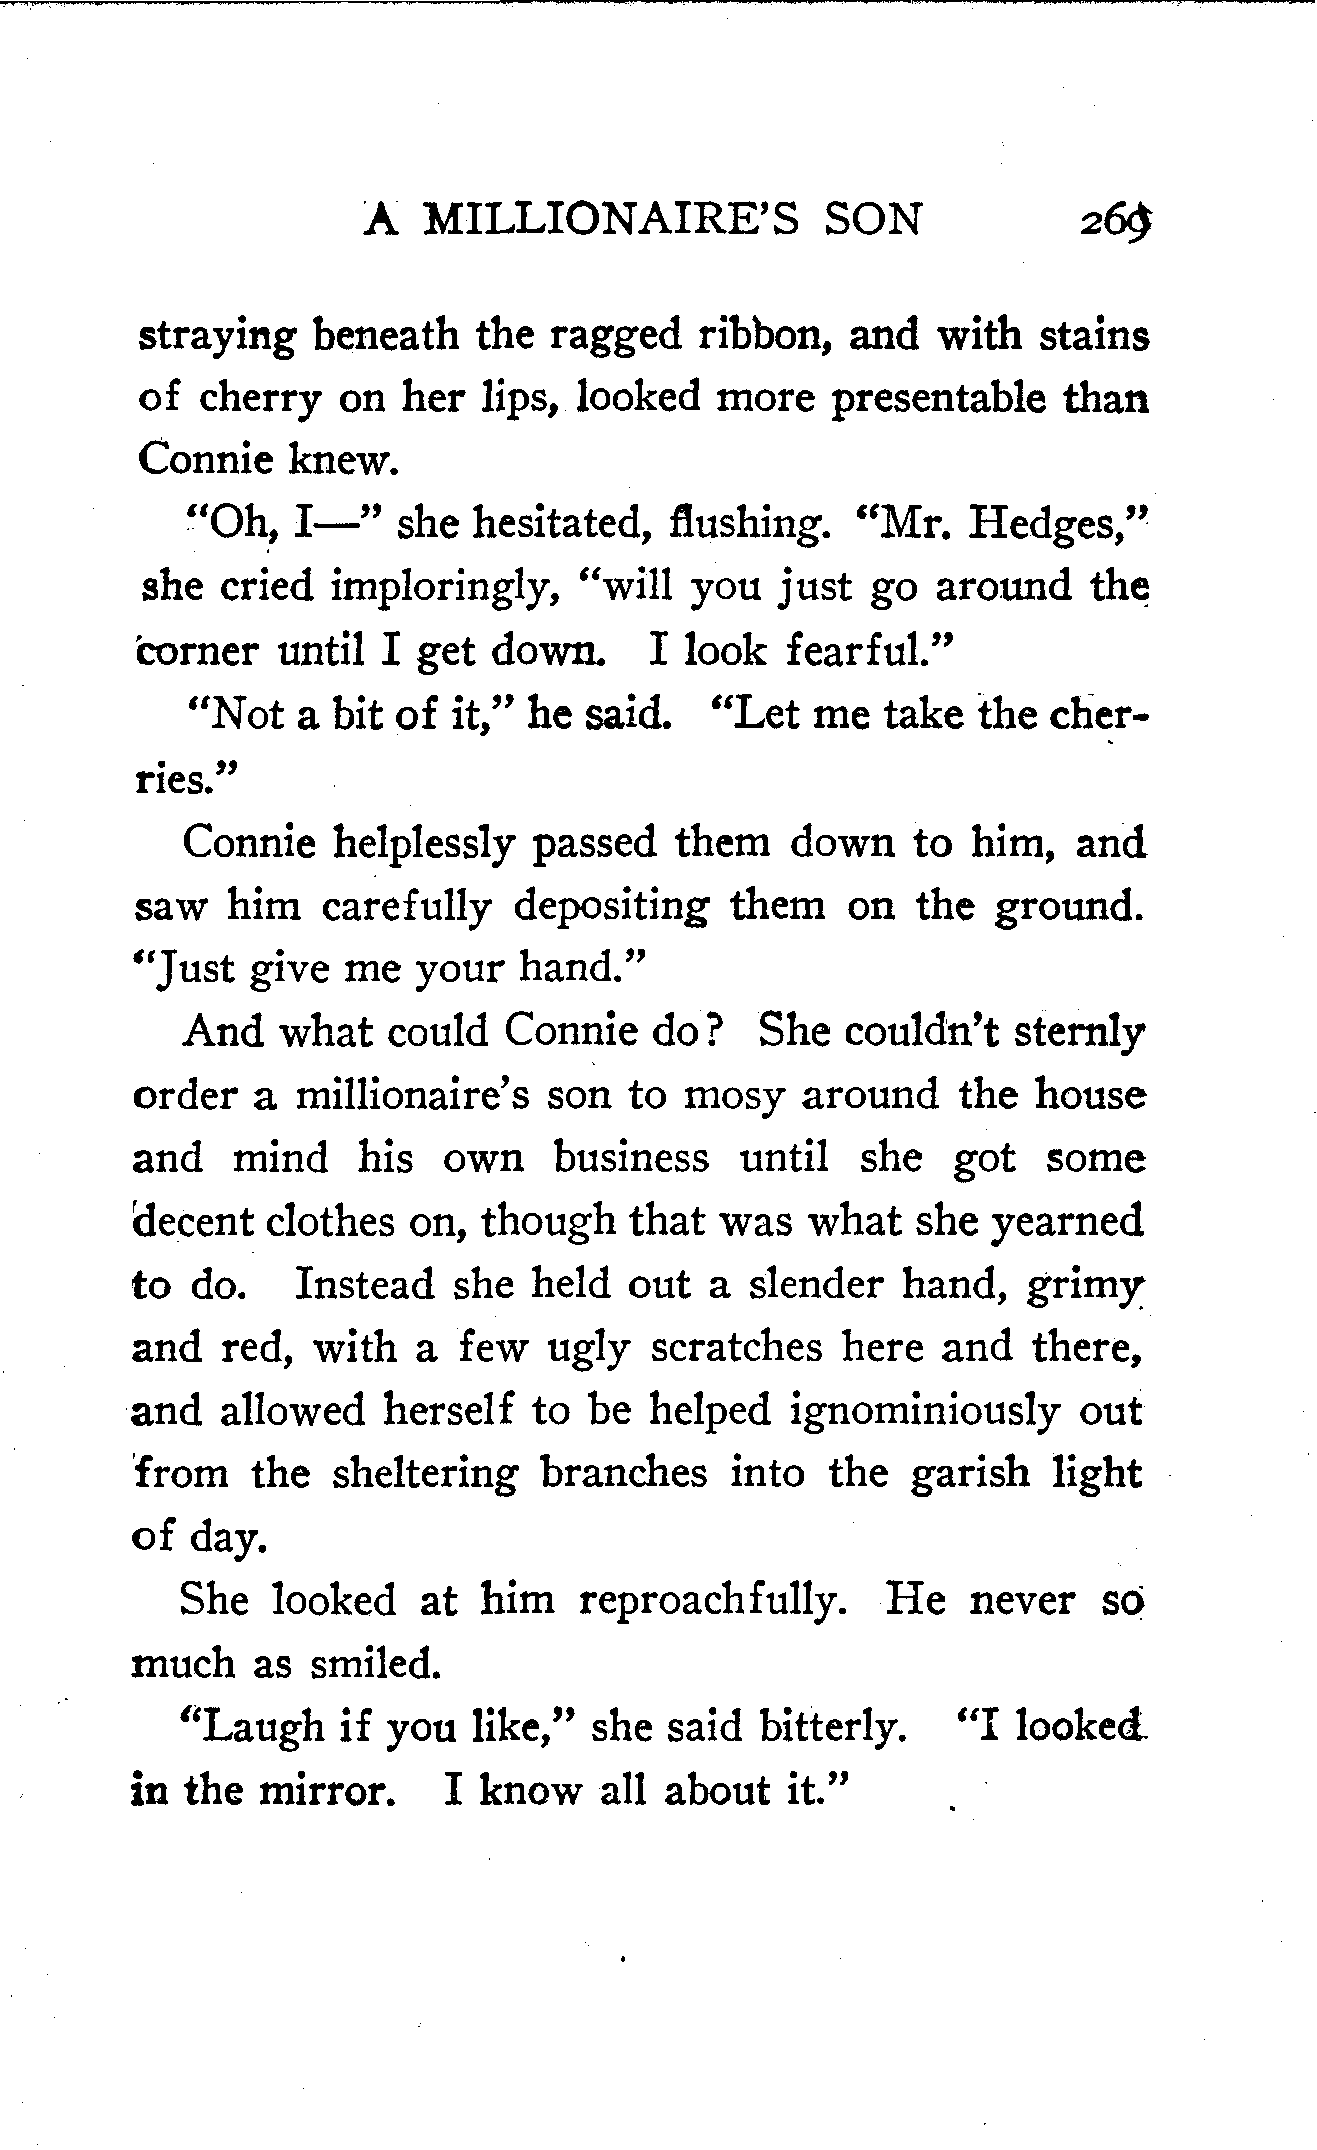 A MILLIONAIRE'S SON 269
straying beneath the ragged ribbon, and with stains
of cherry on her lips, looked more presentable than
Connie knew.
"Oh, I—" she hesitated, flushing. "Mr. Hedges,"
she cried imploringly, "will you just go around the
corner until I get down. I look fearful."
"Not a bit of it," he said. "Let me take the cher-
ries."
Connie helplessly passed them down to him, and
saw him carefully depositing them on the ground.
"Just give me your hand."
And what could Connie do? She couldn't sternly
order a millionaire's son to mosy around the house
and mind his own business until she got some
decent clothes on, though that was what she yearned
to do. Instead she held out a slender hand, grimy
and red, with a few ugly scratches here and there,
and allowed herself to be helped ignominiously out
from the sheltering branches into the garish light
of day.
She looked at him reproachfully. He never so
much as smiled.
"Laugh if you like," she said bitterly. "I looked
in the mirror. I know all about it."